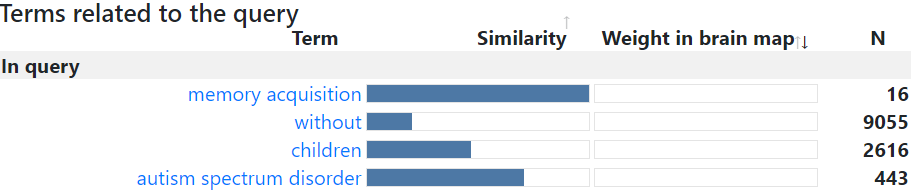 Terms related to the query
Term Similarity↑ Weight in brain map↑↓ N
In query
memory acquisition 16
without 9055
children 2616
autism spectrum disorder 443